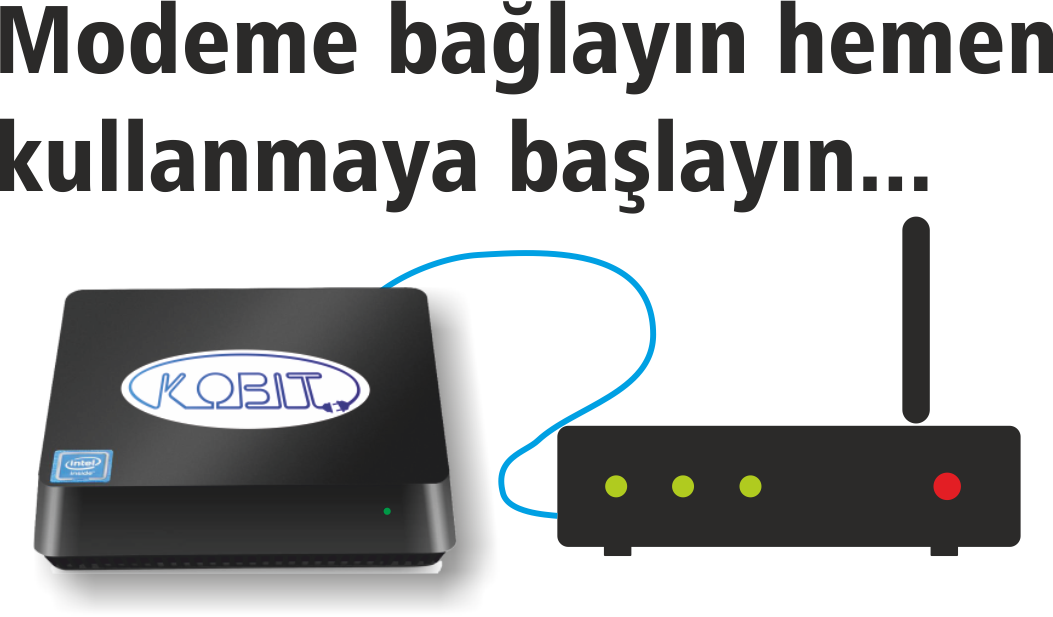 Modeme bağlayın hemen
kullanmaya başlayın...
KOBIT
intel
inside